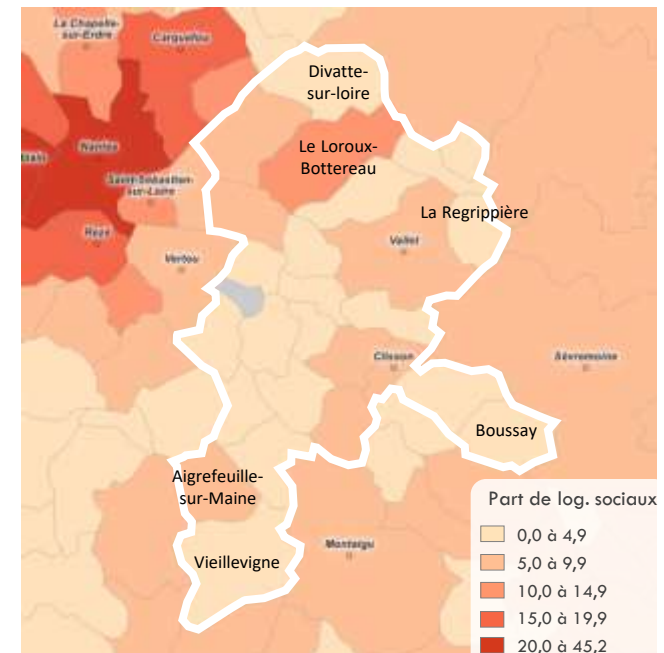 La Chapelle-
sur-Erdre
Carquefou
Divatte-
sur-loire
Nantes
Le Loroux-
Bottereau
Saint-Sébastien-
sur-Loire
La Regrippière
Rezé
Vallet
Vertou
Clisson
Sèvremoine
Boussay
Aigrefeuille-
sur-Maine
Vieillevigne
Montaigu
Part de log. sociaux
0,0 à 4,9
5,0 à 9,9
10,0 à 14,9
15,0 à 19,9
20,0 à 45,2